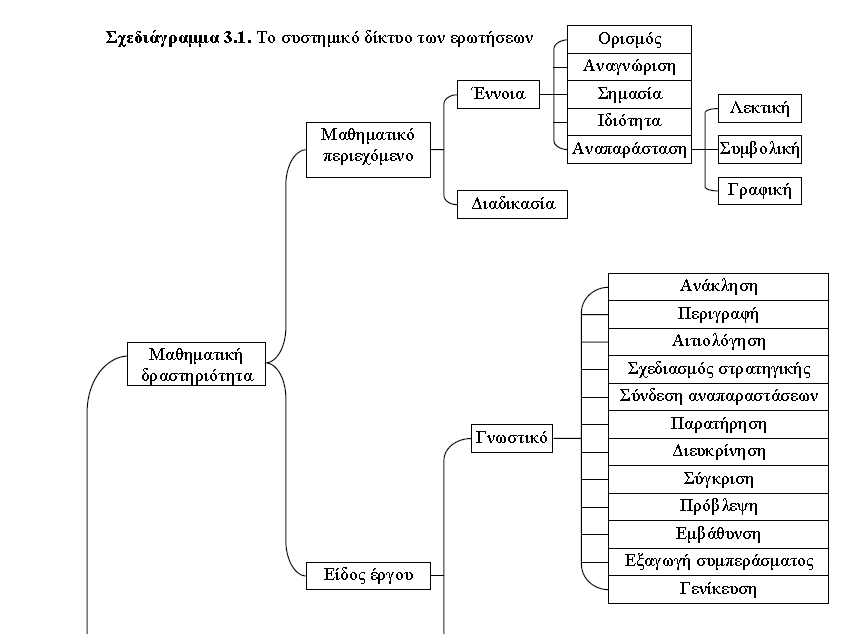 Σχεδιάγραμμα 3.1. Το συστημικό δίκτυο των ερωτήσεων
Ορισμός
Αναγνώριση
Έννοια
Σημασία
Ιδιότητα
Αναπαράσταση
Λεκτική
Συμβολική
Γραφική
Μαθηματικό
περιεχόμενο
Διαδικασία
Μαθηματική
δραστηριότητα
Ανάκληση
Περιγραφή
Αιτιολόγηση
Σχεδιασμός στρατηγικής
Σύνδεση αναπαραστάσεων
Παρατήρηση
Γνωστικό
Διευκρίνηση
Σύγκριση
Πρόβλεψη
Εμβάθυνση
Εξαγωγή συμπεράσματος
Γενίκευση
Είδος έργου